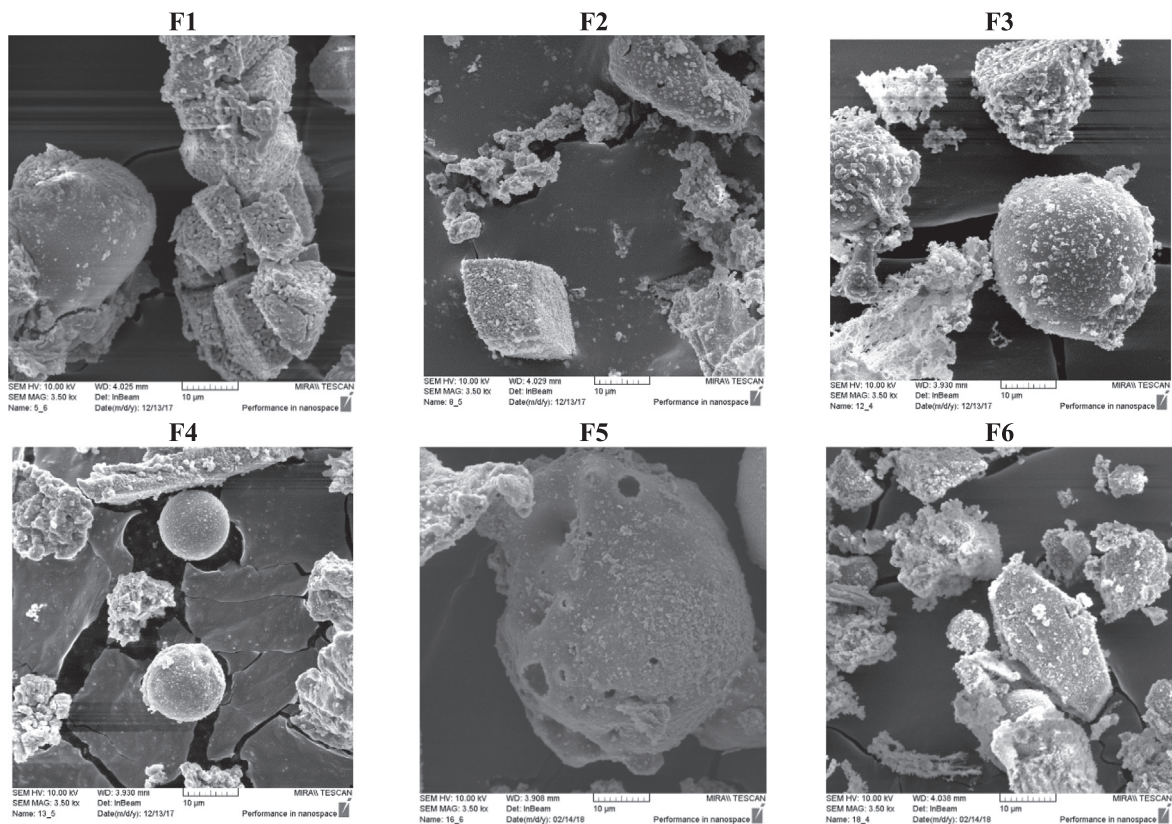 F1
F2
F3
SEM HV: 10.00 kV WD: 4.025 mm
SEM MAG: 3.50 kx Det: InBeam 10 µm MIRA\\ TESCAN
Name: 5_6 Date(m/d/y): 12/13/17 Performance in nanospace
SEM HV: 10.00 kV WD: 4.029 mm
SEM MAG: 3.50 kx Det: InBeam 10 µm MIRA\\ TESCAN
Name: 8_5 Date(m/d/y): 12/13/17 Performance in nanospace
SEM HV: 10.00 kV WD: 3.930 mm
SEM MAG: 3.50 kx Det: InBeam 10 µm MIRA\\ TESCAN
Name: 12_4 Date(m/d/y): 12/13/17 Performance in nanospace
F4
F5
F6
SEM HV: 10.00 kV WD: 3.930 mm
SEM MAG: 3.50 kx Det: InBeam 10 µm MIRA\\ TESCAN
Name: 13_5 Date(m/d/y): 12/13/17 Performance in nanospace
SEM HV: 10.00 kV WD: 3.908 mm
SEM MAG: 3.50 kx Det: InBeam 10 µm MIRA\\ TESCAN
Name: 16_6 Date(m/d/y): 02/14/18 Performance in nanospace
SEM HV: 10.00 kV WD: 4.038 mm
SEM MAG: 3.50 kx Det: InBeam 10 µm MIRA\\ TESCAN
Name: 18_4 Date(m/d/y): 02/14/18 Performance in nanospace